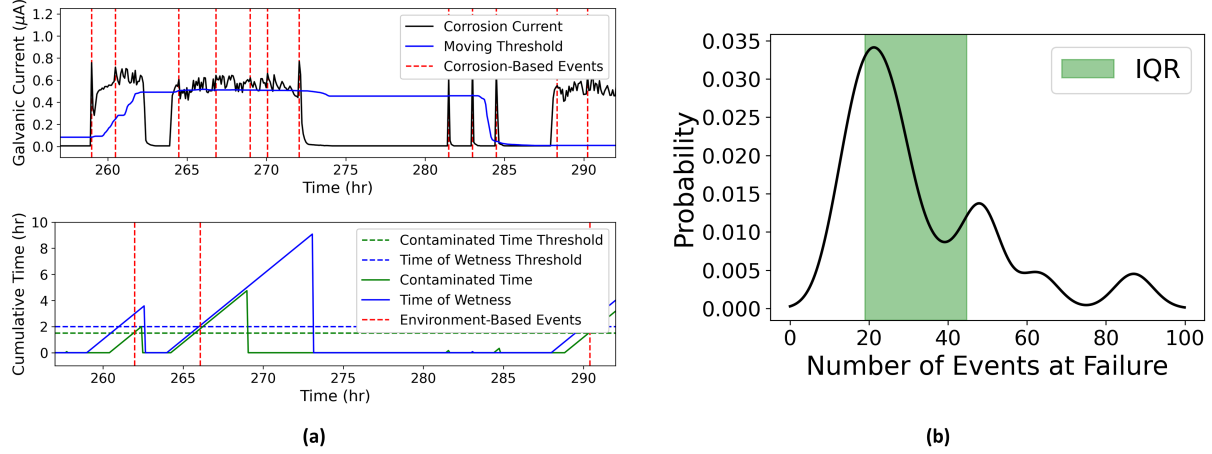 Galvanic Current (μA)
1.2
1.0
0.8
0.6
0.4
0.2
0.0
Corrosion Current
Moving Threshold
Corrosion-Based Events
260 265 270 275 280 285 290
Time (hr)
Cumulative Time (hr)
10
8
6
4
2
0
Contaminated Time Threshold
Time of Wetness Threshold
Contaminated Time
Time of Wetness
Environment-Based Events
260 265 270 275 280 285 290
Time (hr)
(a)
Probability
0.035
0.030
0.025
0.020
0.015
0.010
0.005
0.000
IQR
0 20 40 60 80 100
Number of Events at Failure
(b)